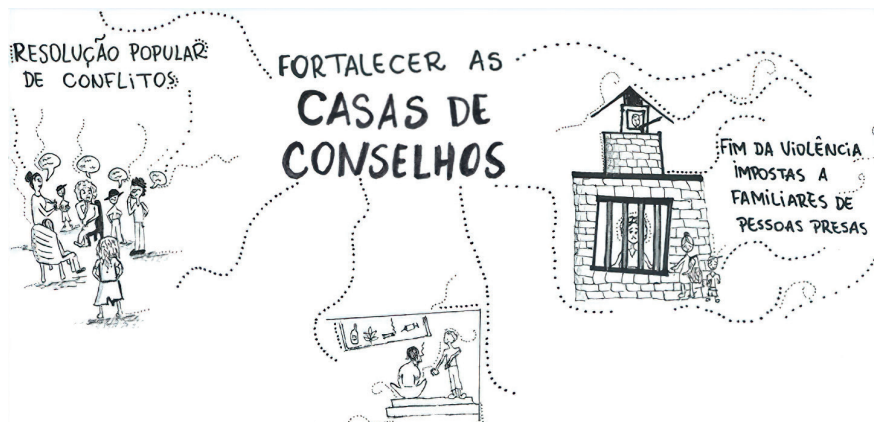 RESOLUÇÃO POPULAR
DE CONFLITOS
FORTALECER AS
CASAS DE
CONSELHOS
FIM DA VIOLÊNCIA
IMPOSTAS A
FAMILIARES DE
PESSOAS PRESAS